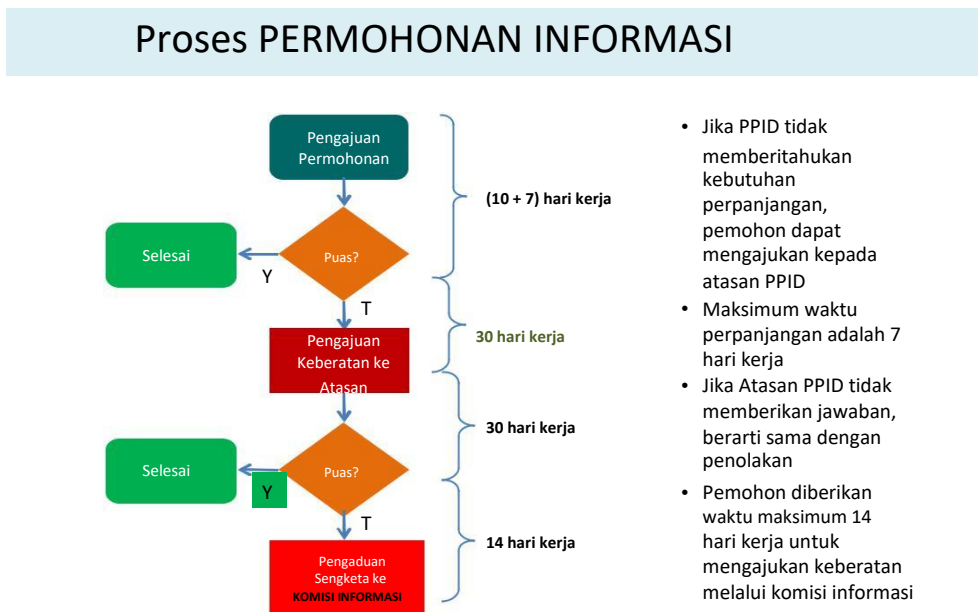 Proses PERMOHONAN INFORMASI
Pengajuan
Permohonan
(10 + 7) hari kerja
Selesai
Puas?
Y
T
Pengajuan
Keberatan ke
Atasan
30 hari kerja
30 hari kerja
Selesai
Puas?
Y
T
Pengaduan
Sengketa ke
KOMISI INFORMASI
14 hari kerja
• Jika PPID tidak
memberitahukan
kebutuhan
perpanjangan,
pemohon dapat
mengajukan kepada
atasan PPID
• Maksimum waktu
perpanjangan adalah 7
hari kerja
• Jika Atasan PPID tidak
memberikan jawaban,
berarti sama dengan
penolakan
• Pemohon diberikan
waktu maksimum 14
hari kerja untuk
mengajukan keberatan
melalui komisi informasi